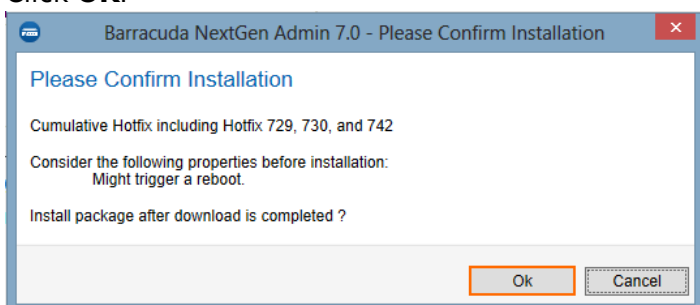 Click OK.
Barracuda NextGen Admin 7.0 - Please Confirm Installation
Please Confirm Installation
Cumulative Hotfix including Hotfix 729, 730, and 742
Consider the following properties before installation:
Might trigger a reboot.
Install package after download is completed ?
Ok Cancel